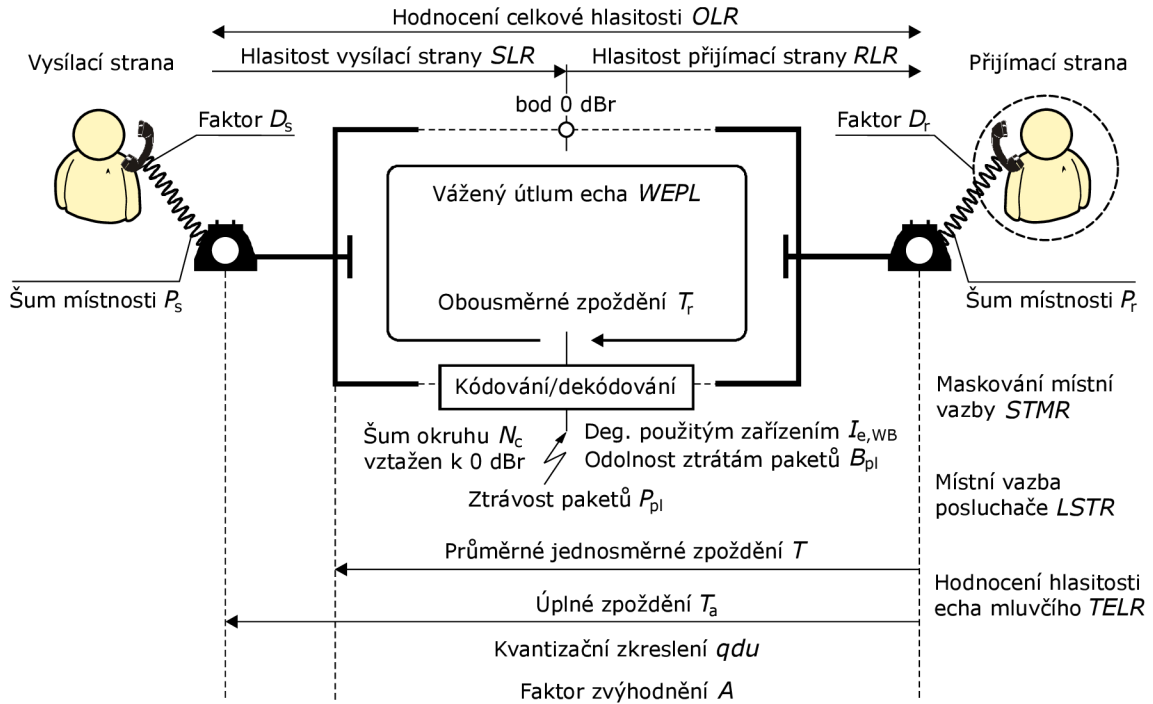 Hodnocení celkové hlasitosti OLR
Vysílací strana
Hlasitost vysílací strany SLR
Hlasitost přijímací strany RLR
Přijímací strana
bod 0 dBr
Faktor Ds
Faktor Dr
Vážený útlum echa WEPL
Šum místnosti Ps
Obousměrné zpoždění Tr
Šum místnosti Pr
Kódování/dekódování
Maskování místní
vazby STMR
Šum okruhu Nc
vztažen k 0 dBr
Deg. použitým zařízením Ie,WB
Odolnost ztrátám paketů Bpl
Ztrávost paketů Ppl
Místní vazba
posluchače LSTR
Průměrné jednosměrné zpoždění T
Hodnocení hlasitosti
echa mluvčího TELR
Úplné zpoždění Ta
Kvantizační zkreslení qdu
Faktor zvýhodnění A